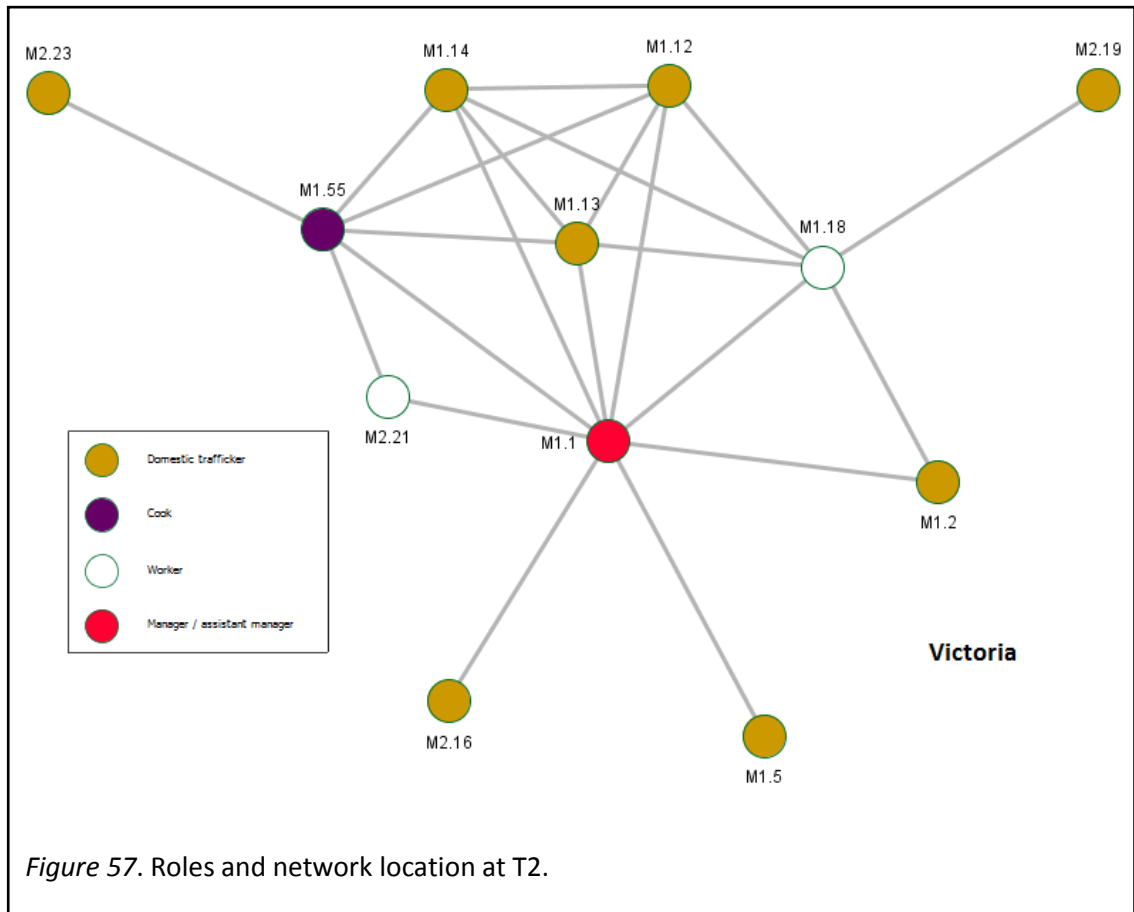 M2.23
M1.14
M1.12
M2.19
M1.55
M1.13
M1.18
M2.21
M1.1
M1.2
Domestic trafficker
Cook
Worker
Manager / assistant manager
Victoria
M2.16
M1.5
Figure 57. Roles and network location at T2.